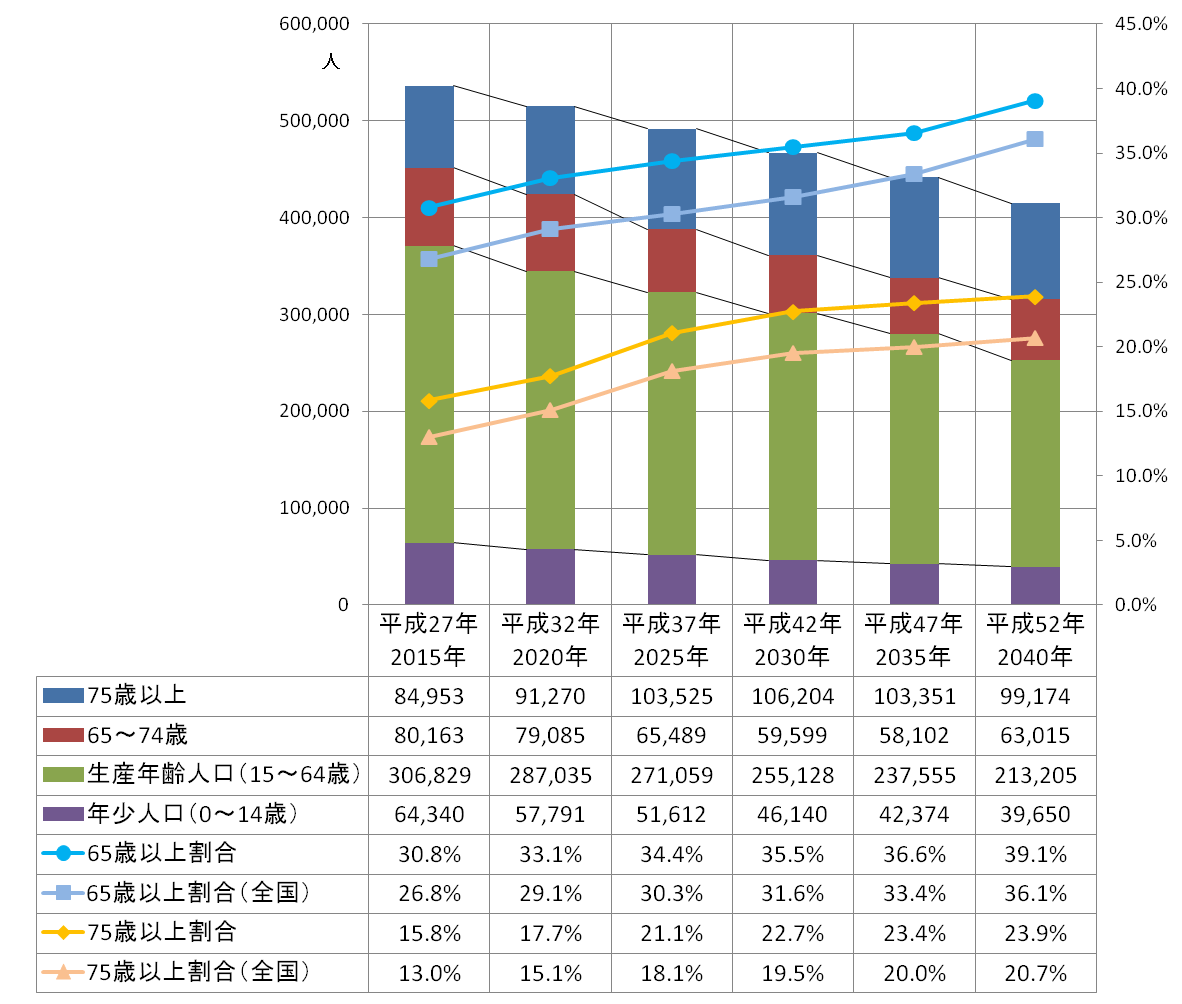 600,000
人
500,000
400,000
300,000
200,000
100,000
0
45.0%
40.0%
35.0%
30.0%
25.0%
20.0%
15.0%
10.0%
5.0%
0.0%
平成27年 平成32年 平成37年 平成42年 平成47年 平成52年
2015年 2020年 2025年 2030年 2035年 2040年
75歳以上 84,953 91,270 103,525 106,204 103,351 99,174
65～74歳 80,163 79,085 65,489 59,599 58,102 63,015
生産年齢人口（15～64歳） 306,829 287,035 271,059 255,128 237,555 213,205
年少人口（0～14歳） 64,340 57,791 51,612 46,140 42,374 39,650
65歳以上割合 30.8% 33.1% 34.4% 35.5% 36.6% 39.1%
65歳以上割合（全国） 26.8% 29.1% 30.3% 31.6% 33.4% 36.1%
75歳以上割合 15.8% 17.7% 21.1% 22.7% 23.4% 23.9%
75歳以上割合（全国） 13.0% 15.1% 18.1% 19.5% 20.0% 20.7%